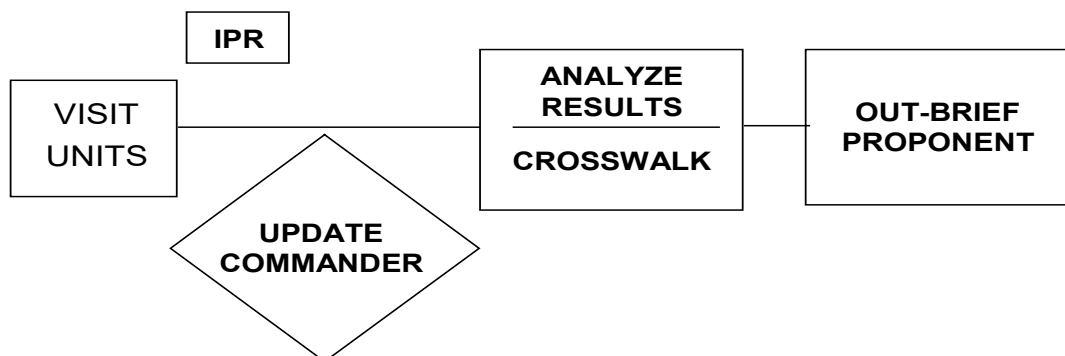 IPR
VISIT
UNITS
UPDATE
COMMANDER
ANALYZE
RESULTS
CROSSWALK
OUT-BRIEF
PROPONENT